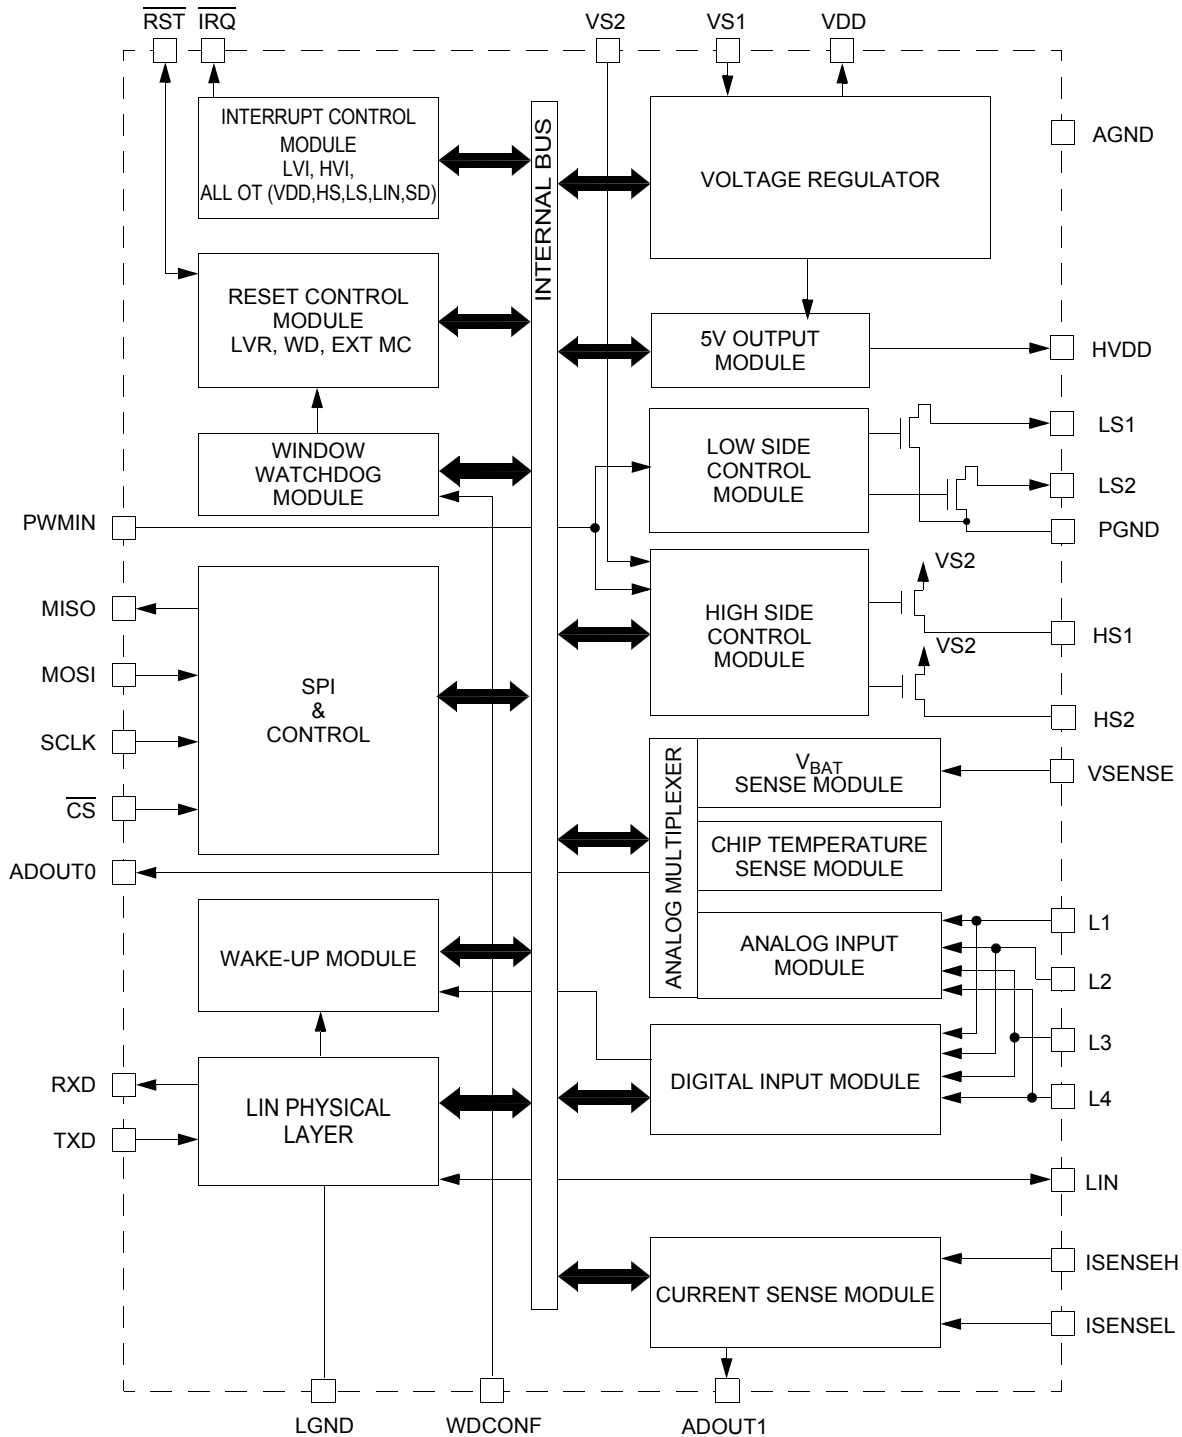 RST IRQ VS2 VS1 VDD
INTERRUPT CONTROL
MODULE
LVI, HVI,
ALL OT (VDD,HS,LS,LIN,SD)
INTERNAL BUS
VOLTAGE REGULATOR
AGND
RESET CONTROL
MODULE
LVR, WD, EXT MC
5V OUTPUT
MODULE
HVDD
WINDOW
WATCHDOG
MODULE
LOW SIDE
CONTROL
MODULE
LS1
LS2
PWMIN
PGND
VS2
MISO
HIGH SIDE
CONTROL
MODULE
HS1
VS2
MOSI
SPI
&
CONTROL
HS2
SCLK
ANALOG MULTIPLEXER
VBAT
SENSE MODULE
VSENSE
CS
CHIP TEMPERATURE
SENSE MODULE
ADOUT0
L1
WAKE-UP MODULE
ANALOG INPUT
MODULE
L2
L3
RXD
DIGITAL INPUT MODULE
L4
LIN PHYSICAL
LAYER
TXD
LIN
ISENSEH
CURRENT SENSE MODULE
ISENSEL
LGND WDCONF ADOUT1